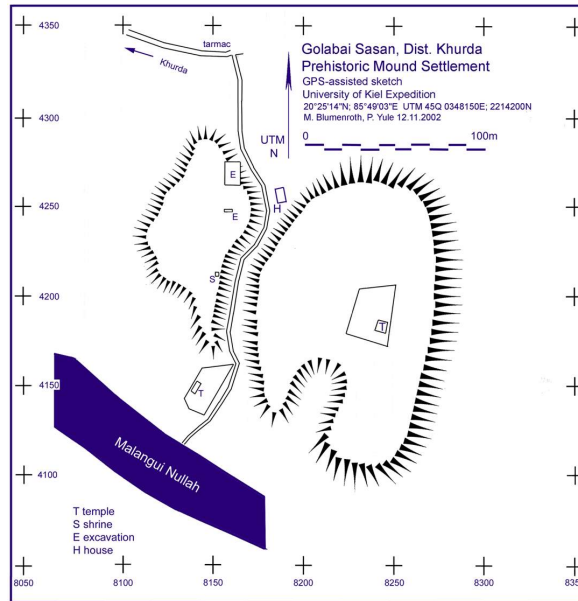 4350
tarmac
Khurda
Golabai Sasan, Dist. Khurda
Prehistoric Mound Settlement
GPS-assisted sketch
University of Kiel Expedition
20°25'14"N; 85°49'03"E UTM 45Q 0348150E; 2214200N
M. Blumenroth, P. Yule 12.11.2002
4300
UTM
N
0
100m
E
4250
H
E
S
4200
T
4150
T
4100
Malangui Nullah
T temple
S shrine
E excavation
H house
4050
8050
8100
8150
8200
8250
8300
835